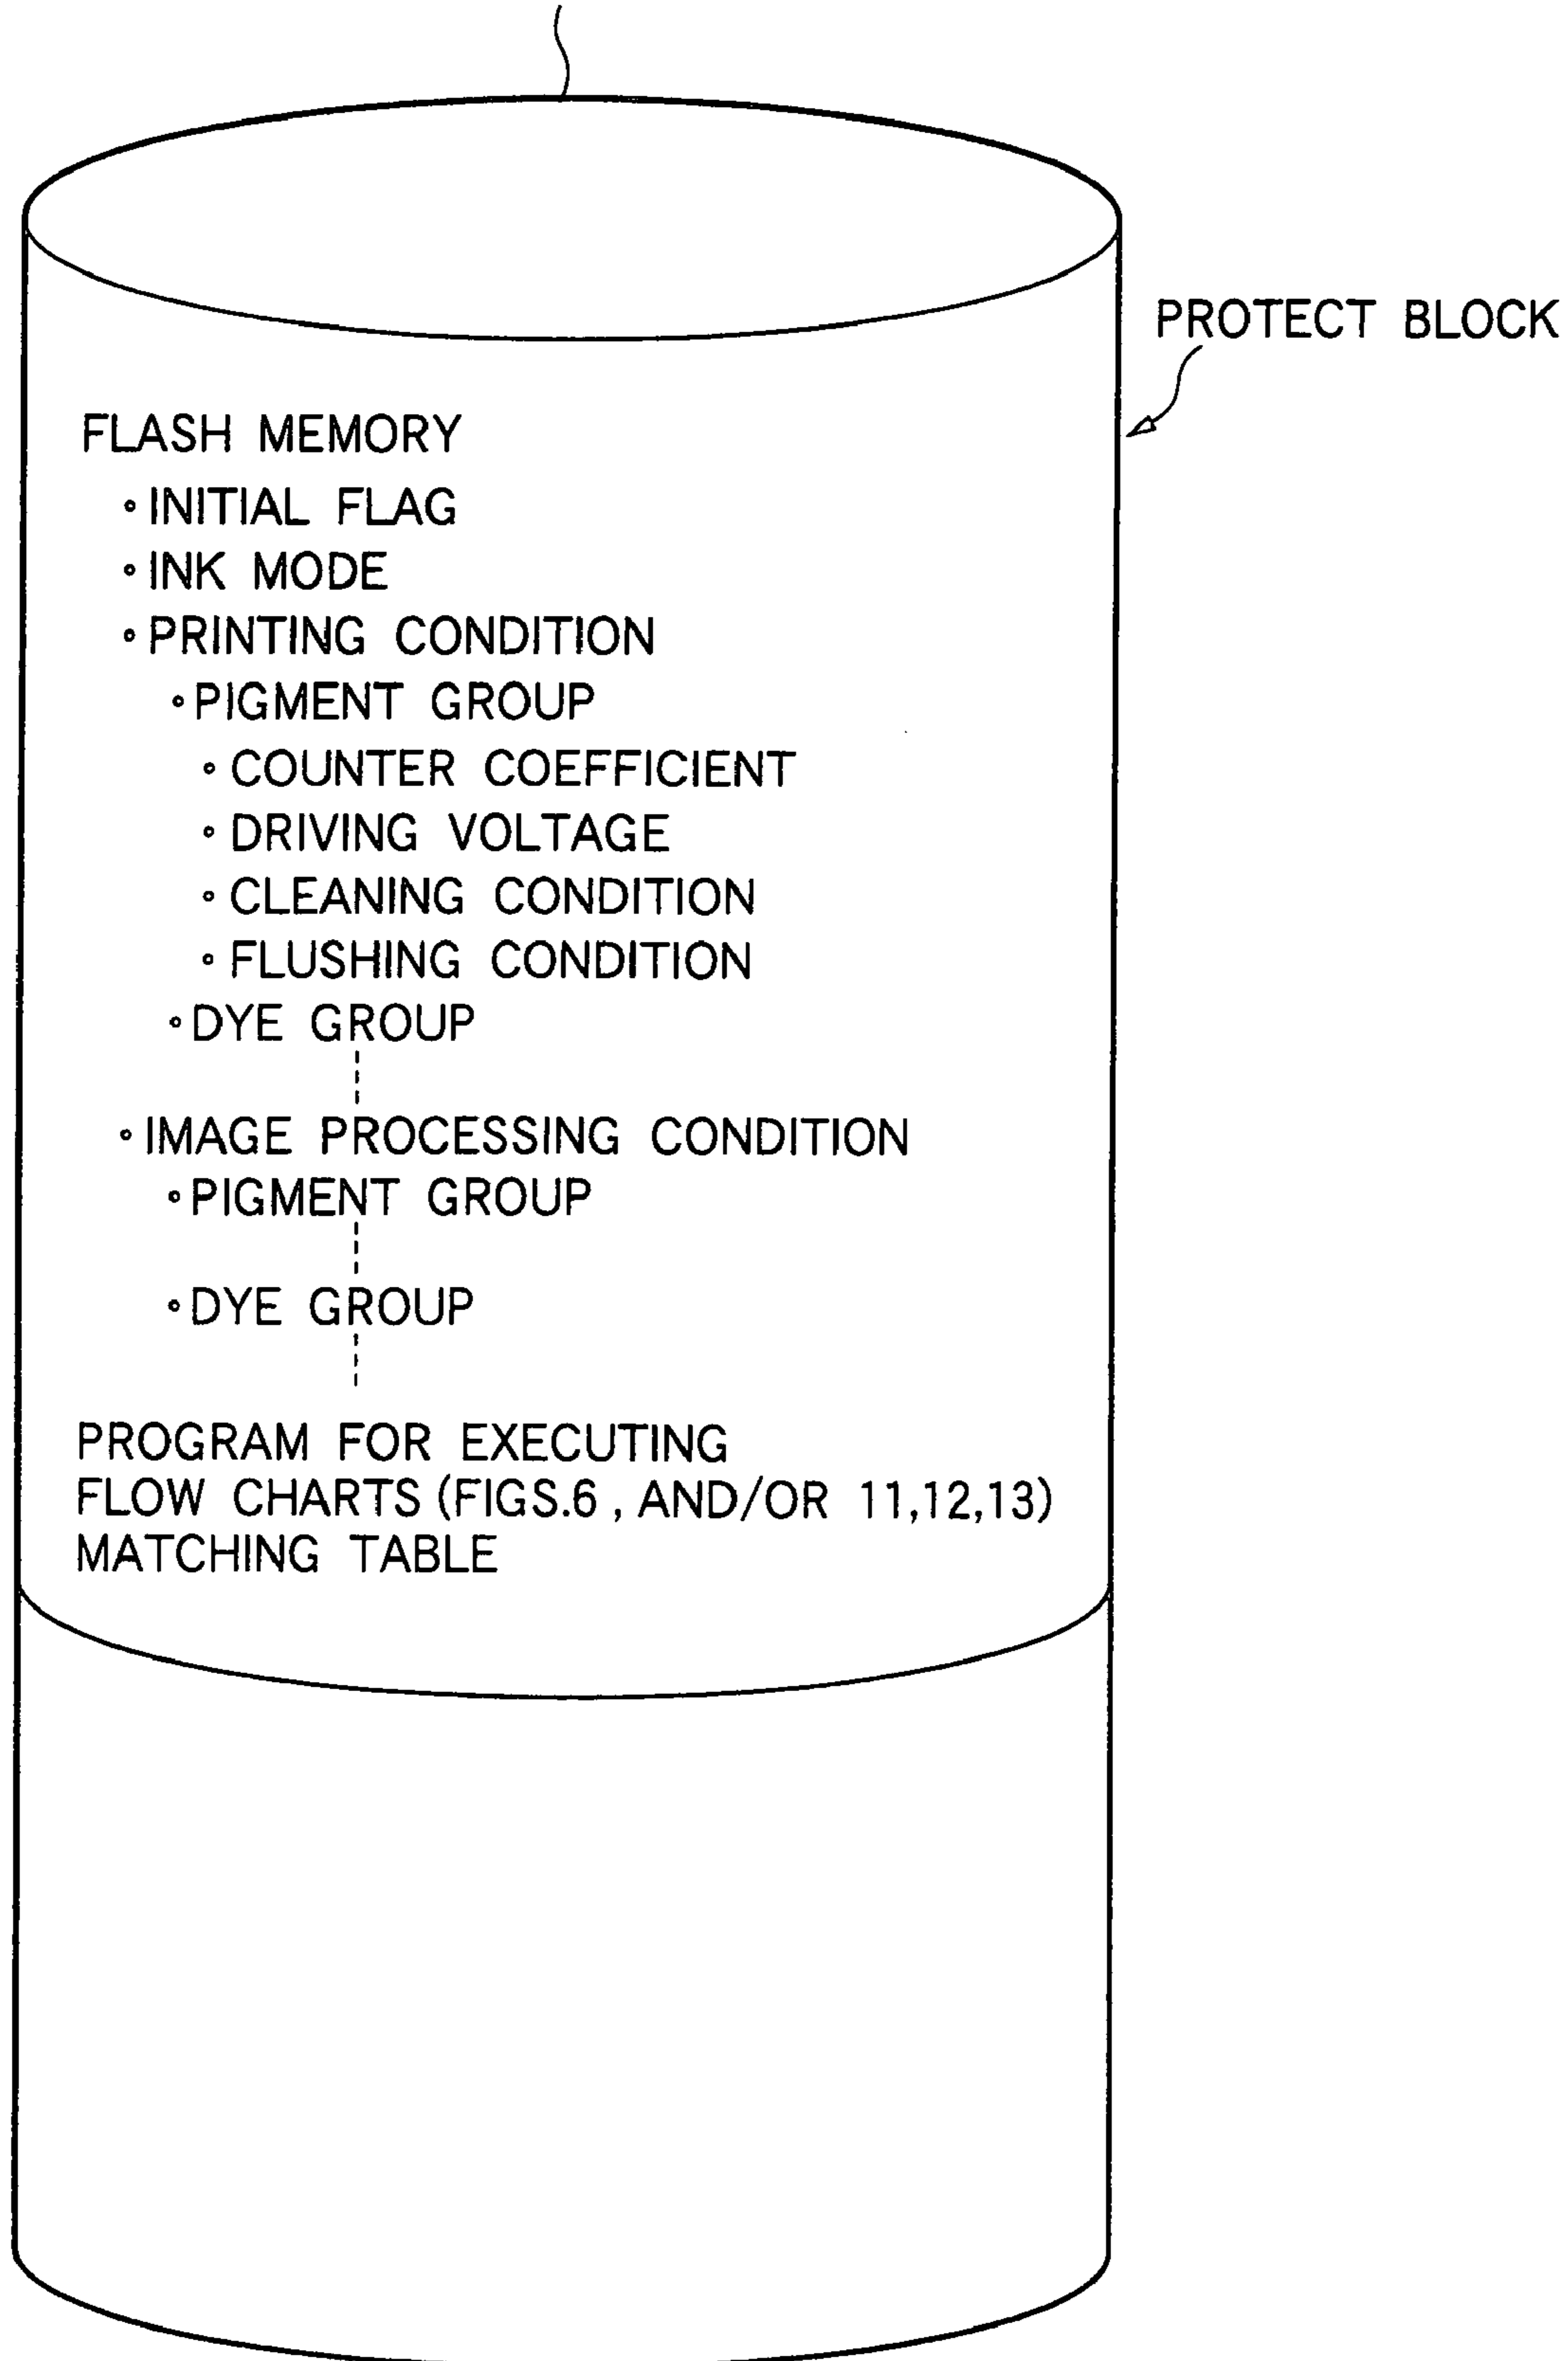 PROTECT BLOCK
FLASH MEMORY
∘INITIAL FLAG
∘INK MODE
∘PRINTING CONDITION
∘PIGMENT GROUP
∘COUNTER COEFFICIENT
∘DRIVING VOLTAGE
∘CLEANING CONDITION
∘FLUSHING CONDITION
∘DYE GROUP
∘IMAGE PROCESSING CONDITION
∘PIGMENT GROUP
∘DYE GROUP
PROGRAM FOR EXECUTING
FLOW CHARTS (FIGS.6 , AND/OR 11,12,13)
MATCHING TABLE